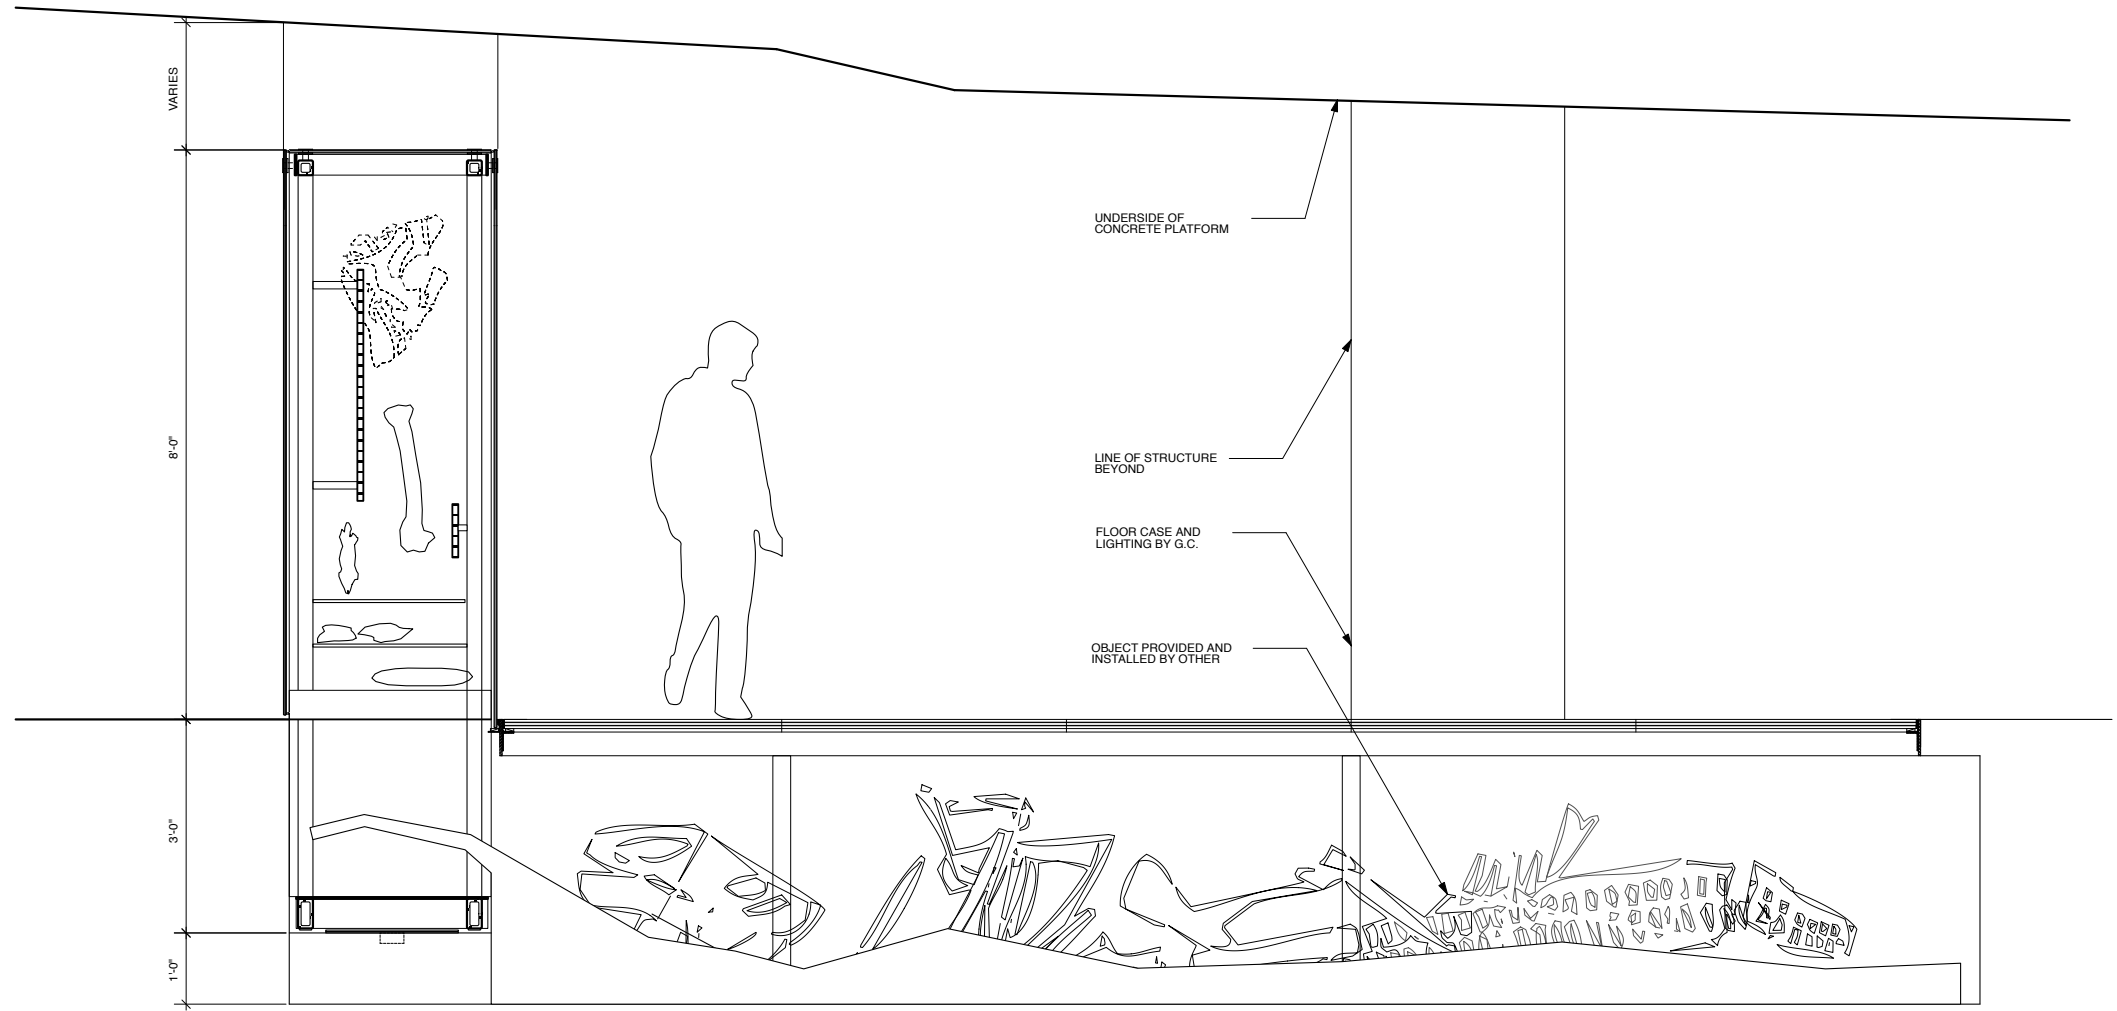 VARIES
8'-0"
3'-0"
1'-0"
UNDERSIDE OF
CONCRETE PLATFORM
LINE OF STRUCTURE
BEYOND
FLOOR CASE AND
LIGHTING BY G.C.
OBJECT PROVIDED AND
INSTALLED BY OTHER